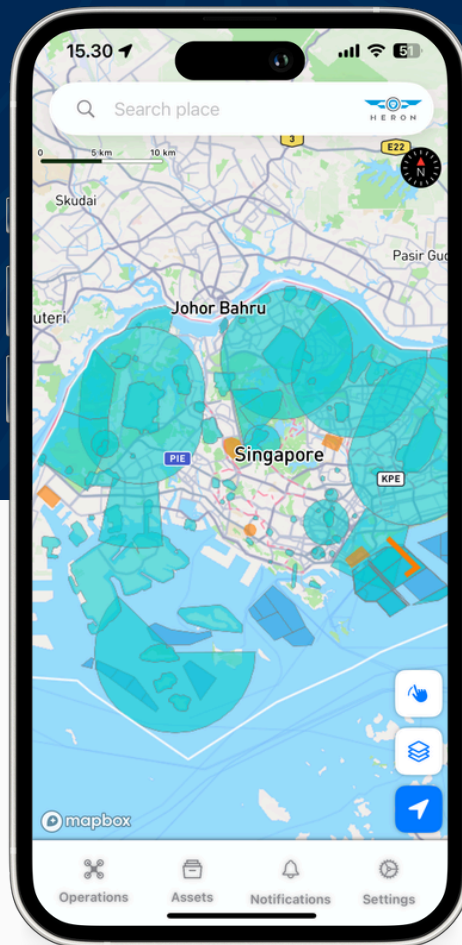 15.30
51
Search place
HERON
3
E22
0 5 km 10 km
N
Skudai
Pasir Gud
uteri
Johor Bahru
PIE
Singapore
KPE
mapbox
Operations
Assets
Notifications
Settings